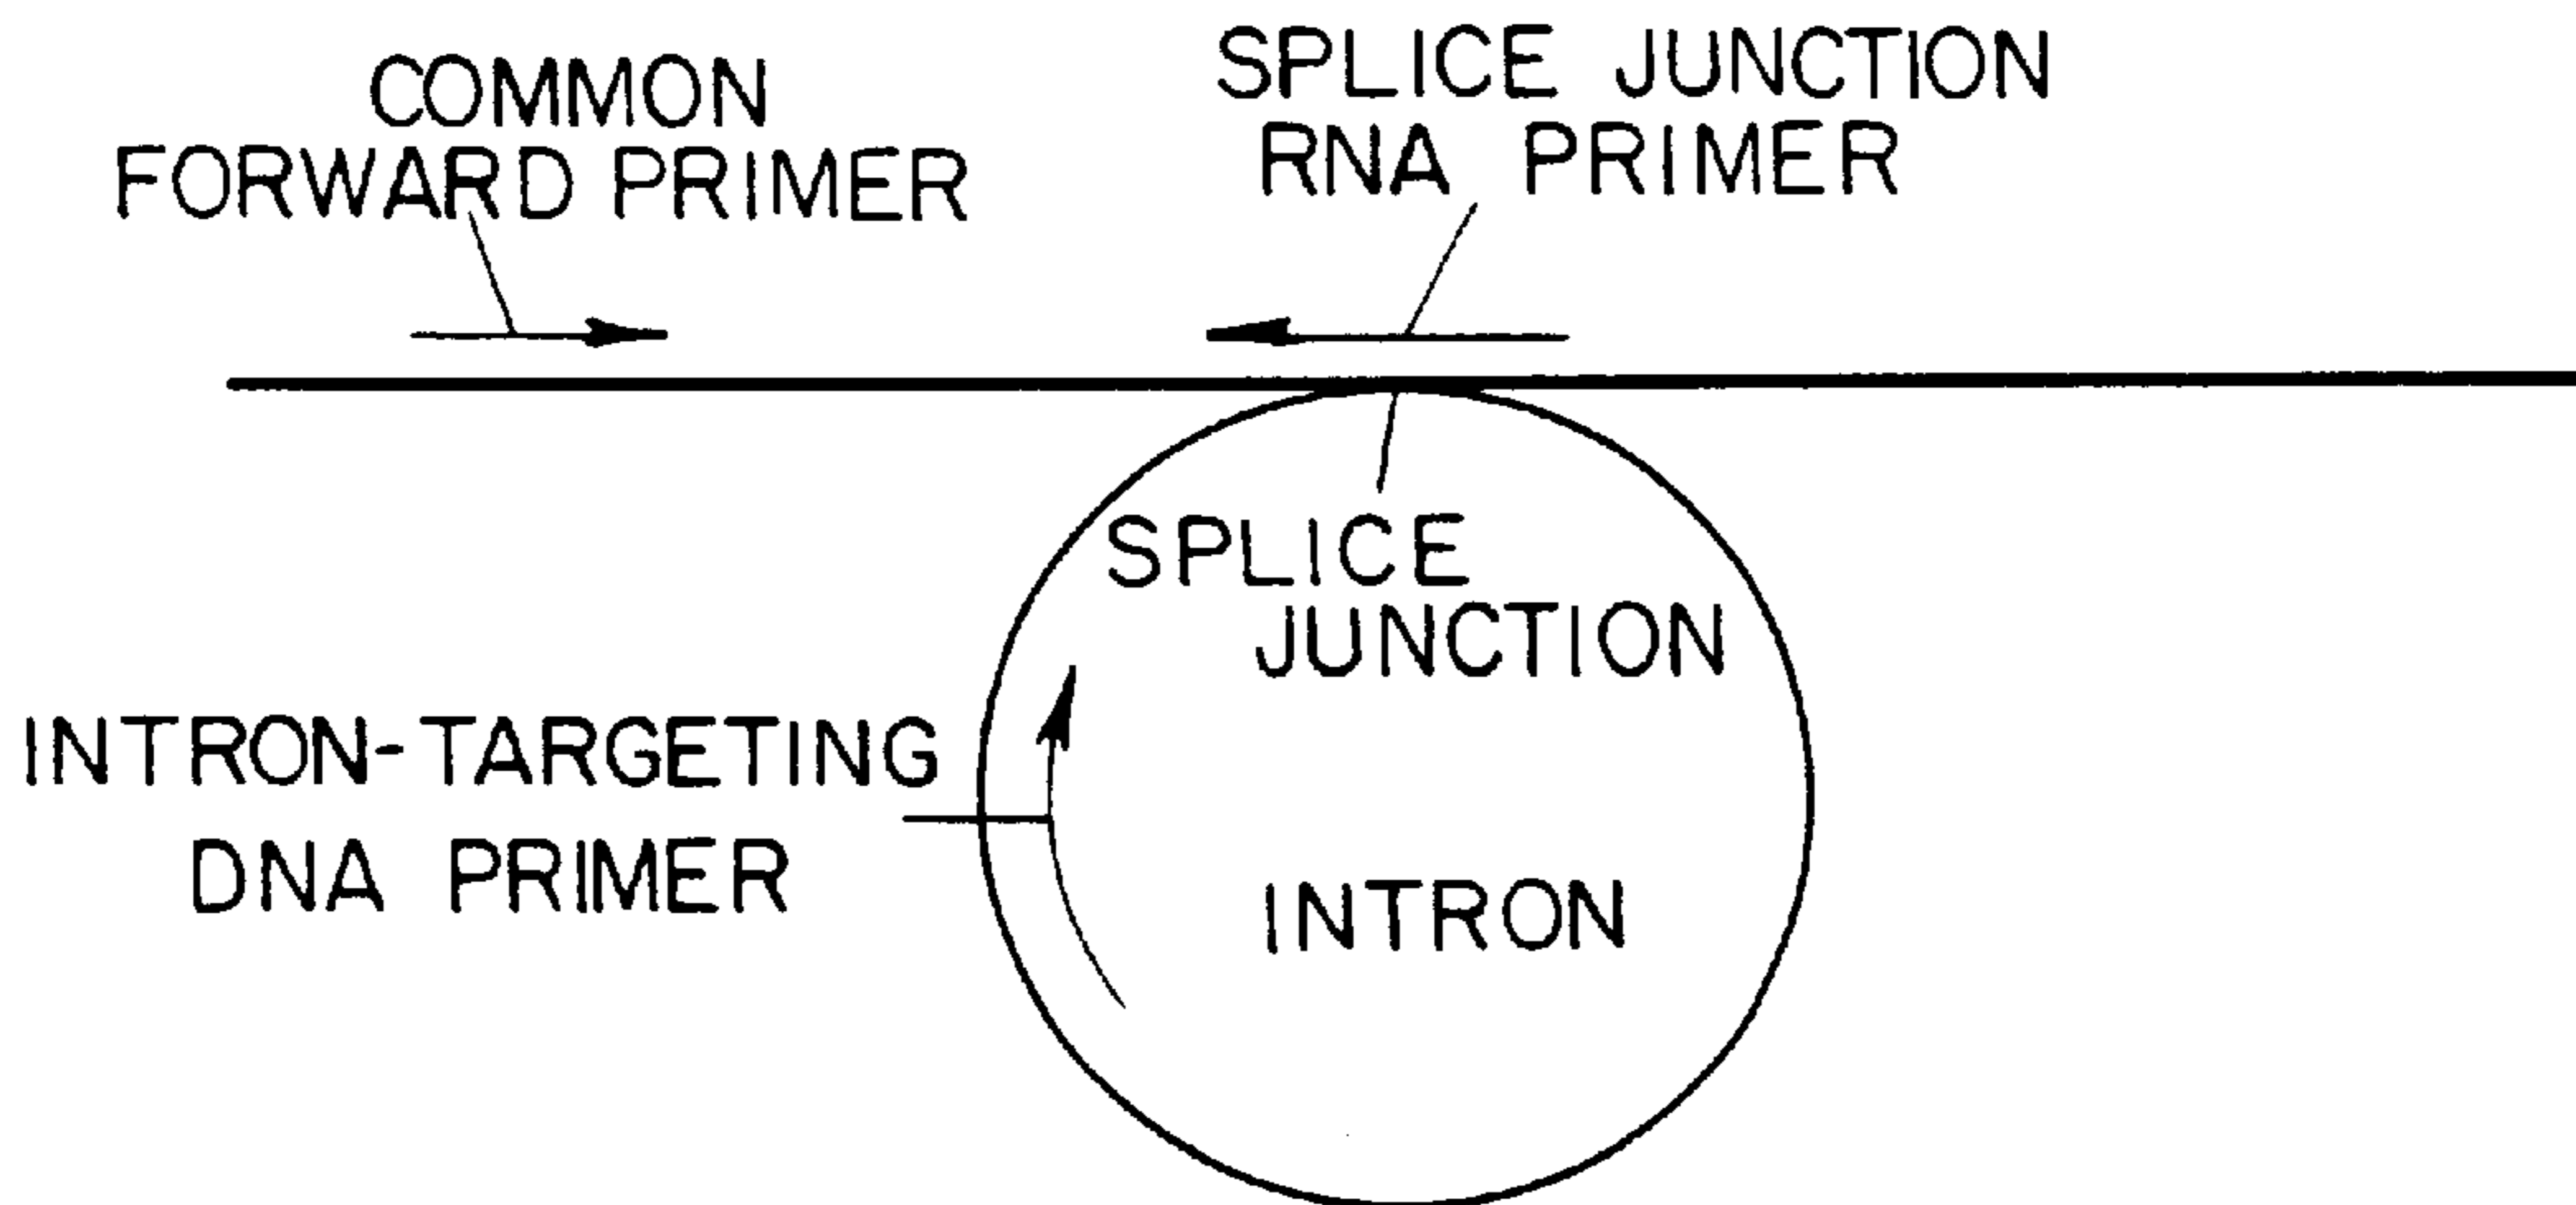 COMMON
FORWARD PRIMER
SPLICE JUNCTION
RNA PRIMER
SPLICE
JUNCTION
INTRON-TARGETING
DNA PRIMER
INTRON